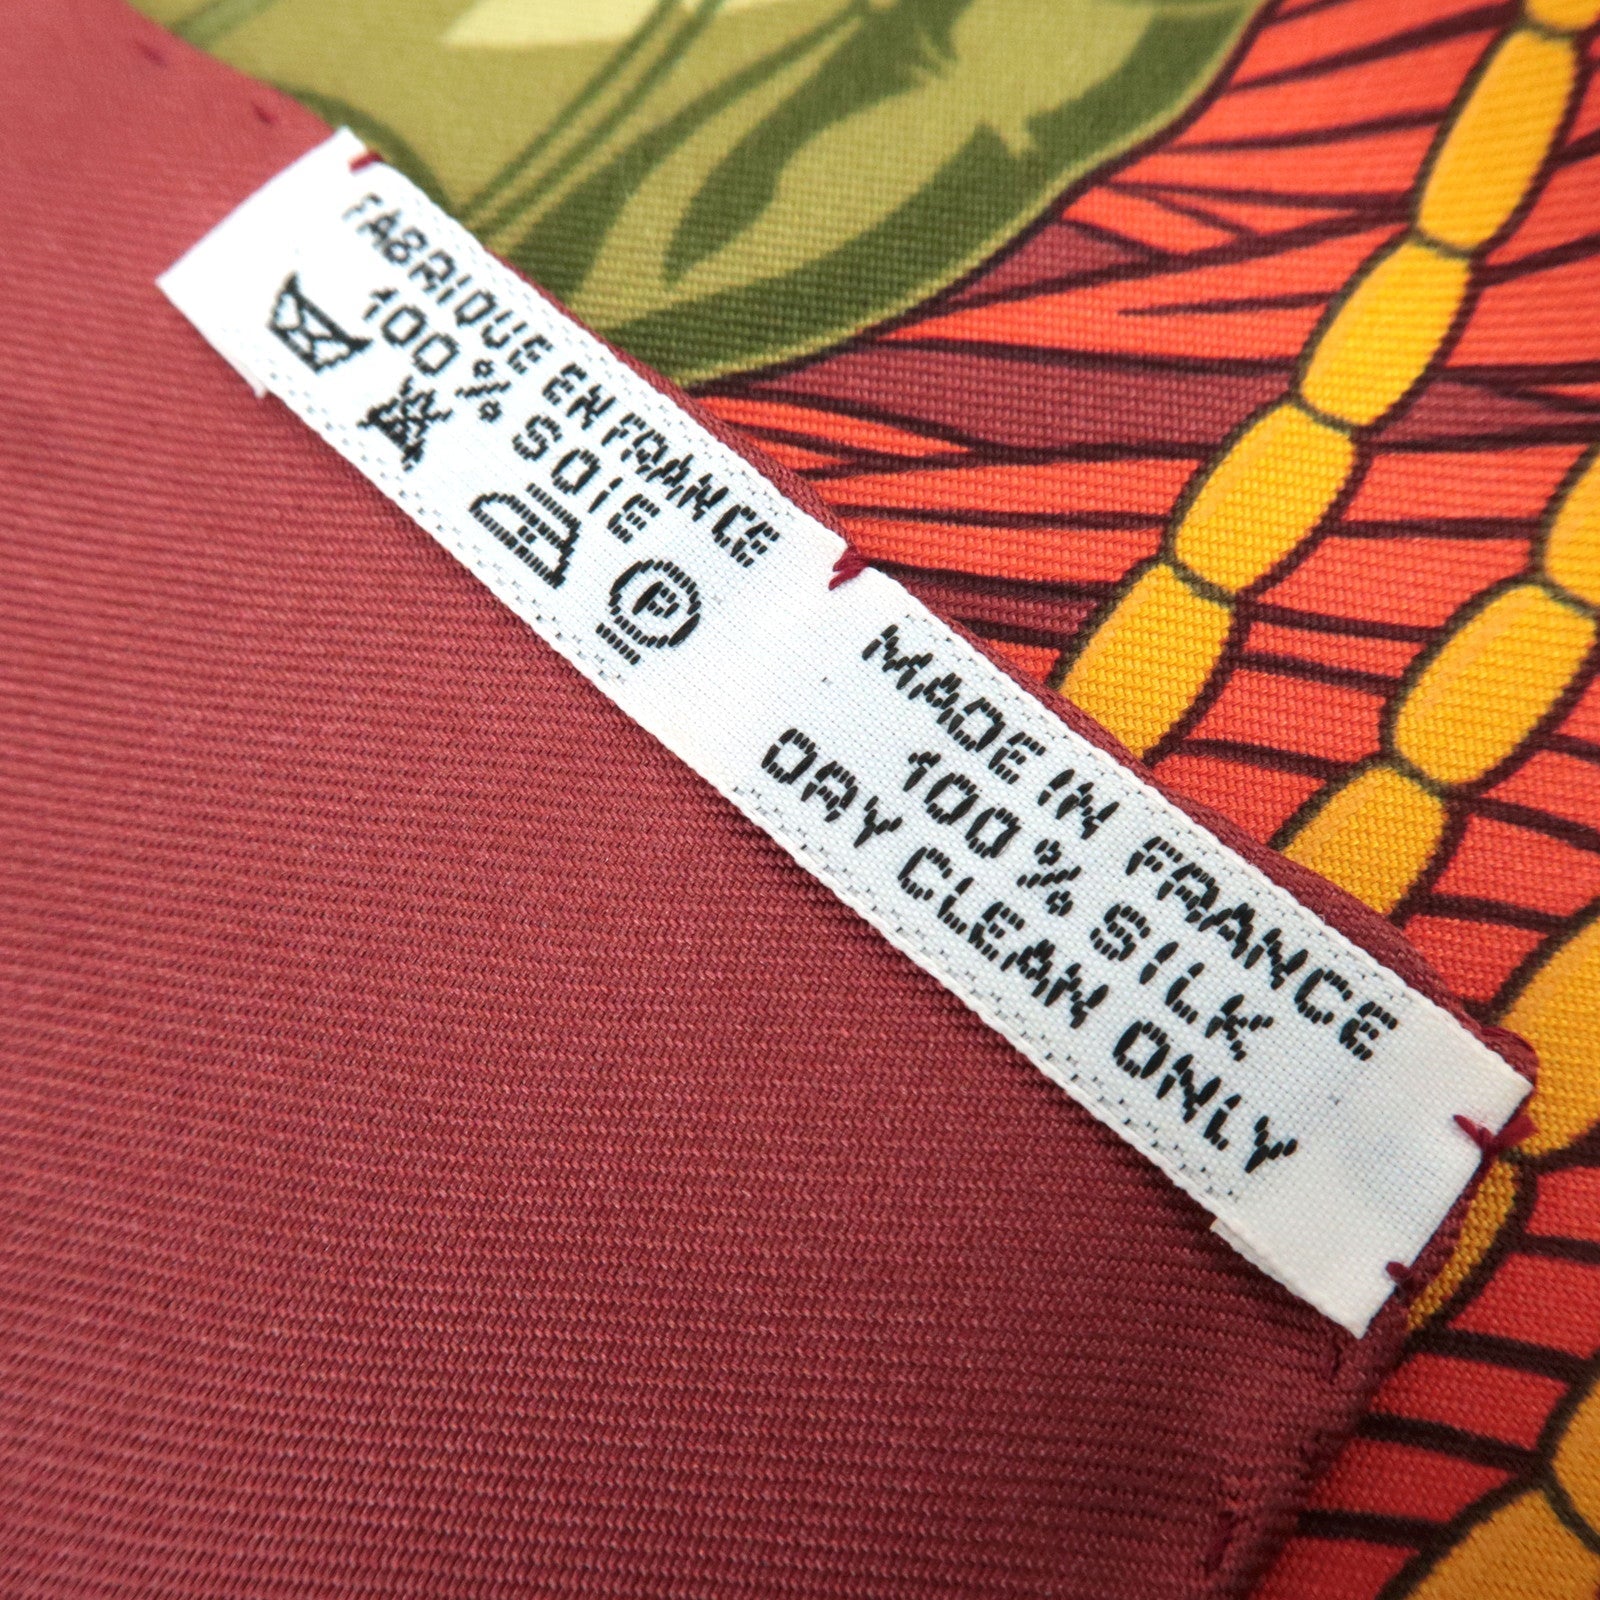 FABRIQUE EN FRANCE
100% SOIE
P
MADE IN FRANCE
100% SILK
DRY CLEAN ONLY